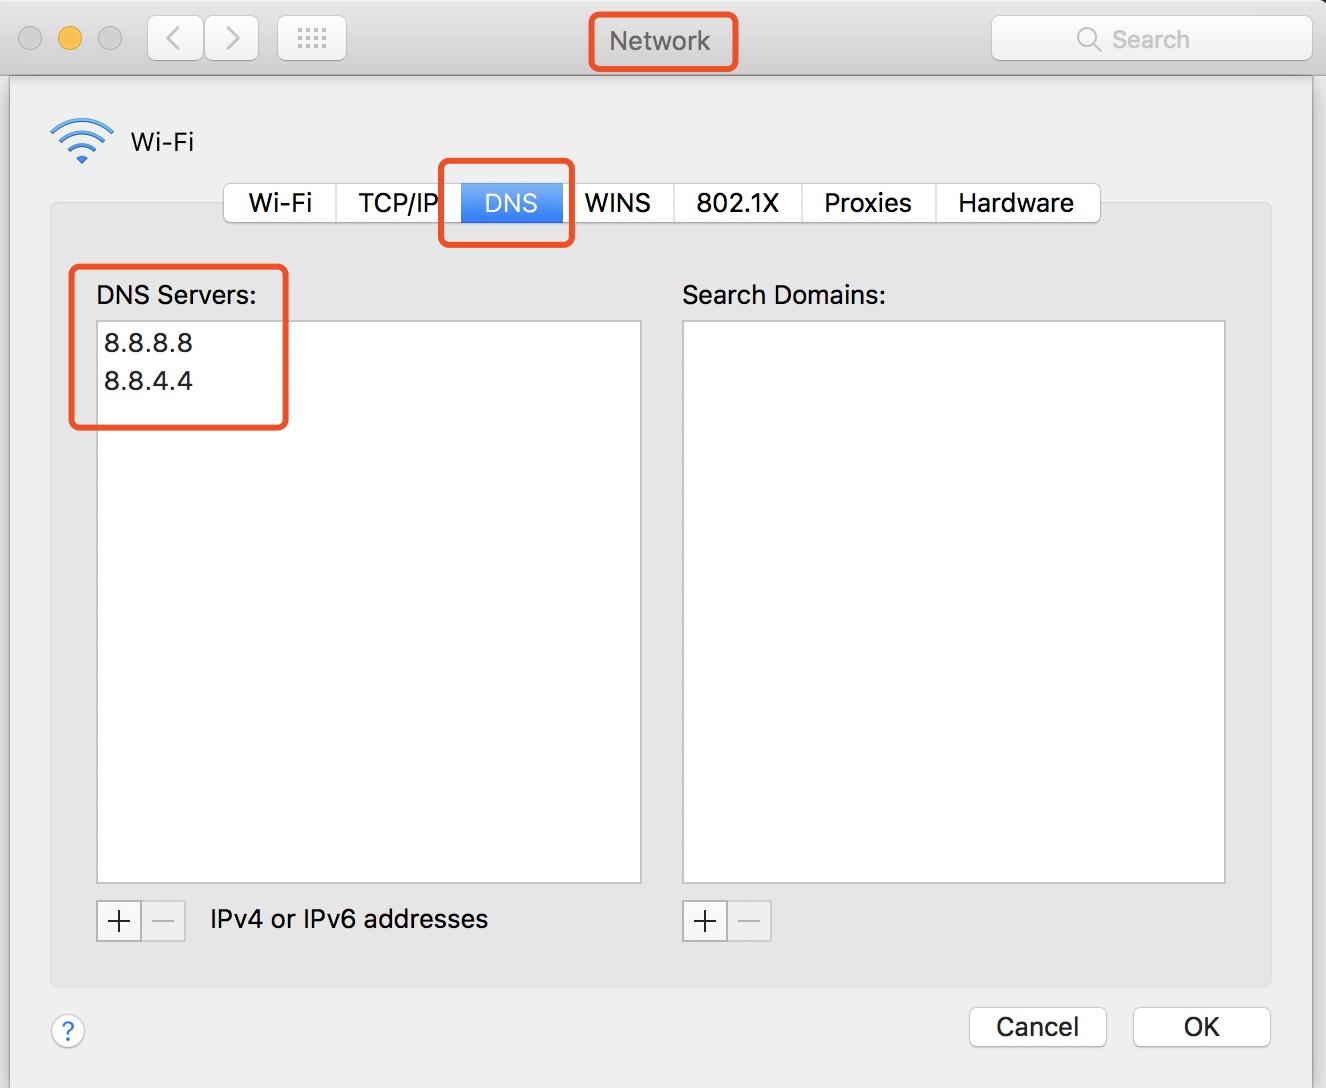 Network
Search
Wi-Fi
Wi-Fi TCP/IP DNS WINS 802.1X Proxies Hardware
DNS Servers:
8.8.8.8
8.8.4.4
Search Domains:
+ − IPv4 or IPv6 addresses
+ −
? Cancel OK